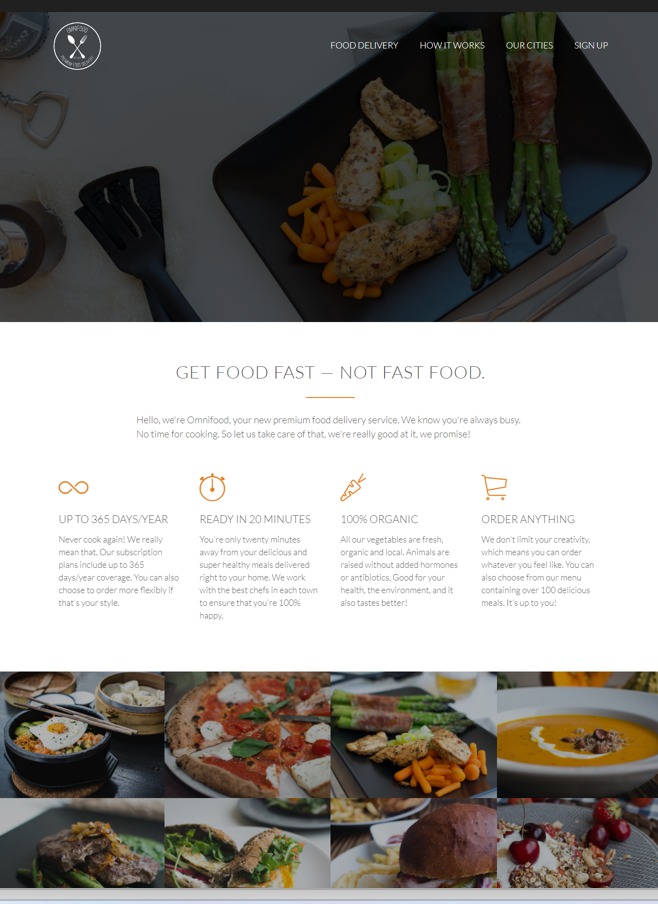 OMNIFOOD
PREMIUM FOOD DELIVERY
FOOD DELIVERY HOW IT WORKS OUR CITIES SIGN UP
GET FOOD FAST — NOT FAST FOOD.
Hello, we're Omnifood, your new premium food delivery service. We know you're always busy.
No time for cooking. So let us take care of that, we're really good at it, we promise!
UP TO 365 DAYS/YEAR
Never cook again! We really
mean that. Our subscription
plans include up to 365
days/year coverage. You can also
choose to order more flexibly if
that's your style.
READY IN 20 MINUTES
You're only twenty minutes
away from your delicious and
super healthy meals delivered
right to your home. We work
with the best chefs in each town
to ensure that you're 100%
happy.
100% ORGANIC
All our vegetables are fresh,
organic and local. Animals are
raised without added hormones
or antibiotics. Good for your
health, the environment, and it
also tastes better!
ORDER ANYTHING
We don't limit your creativity,
which means you can order
whatever you feel like. You can
also choose from our menu
containing over 100 delicious
meals. It's up to you!